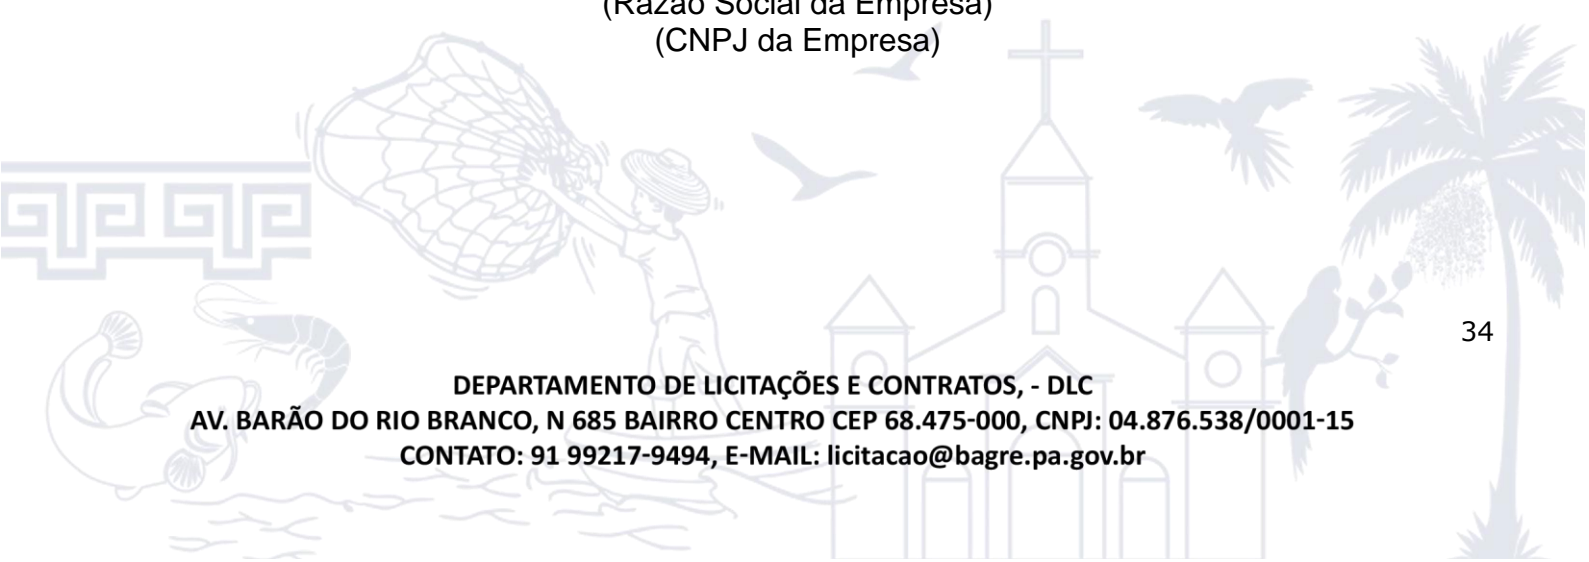 (Razão Social da Empresa)
(CNPJ da Empresa)
34
DEPARTAMENTO DE LICITAÇÕES E CONTRATOS, - DLC
AV. BARÃO DO RIO BRANCO, N 685 BAIRRO CENTRO CEP 68.475-000, CNPJ: 04.876.538/0001-15
CONTATO: 91 99217-9494, E-MAIL: licitacao@bagre.pa.gov.br